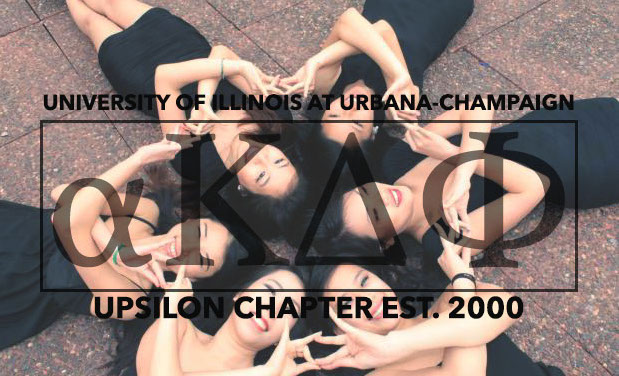 UNIVERSITY OF ILLINOIS AT URBANA-CHAMPAIGN
αΚΔΦ
UPSILON CHAPTER EST. 2000